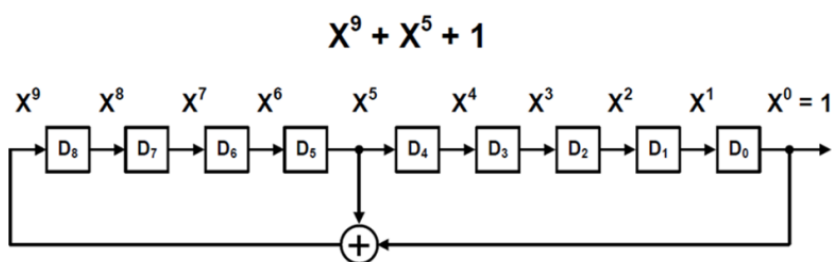 X⁹ + X⁵ + 1
X⁹ X⁸ X⁷ X⁶ X⁵ X⁴ X³ X² X¹ X⁰ = 1
D₈ D₇ D₆ D₅ D₄ D₃ D₂ D₁ D₀
+